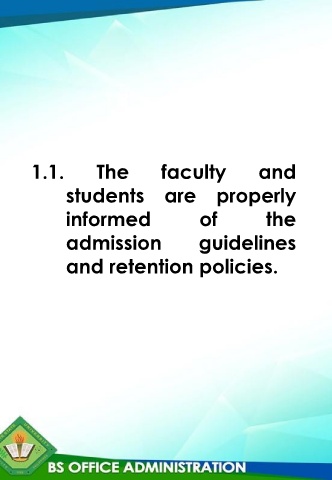 1.1. The faculty and
students are properly
informed of the
admission guidelines
and retention policies.
BS OFFICE ADMINISTRATION